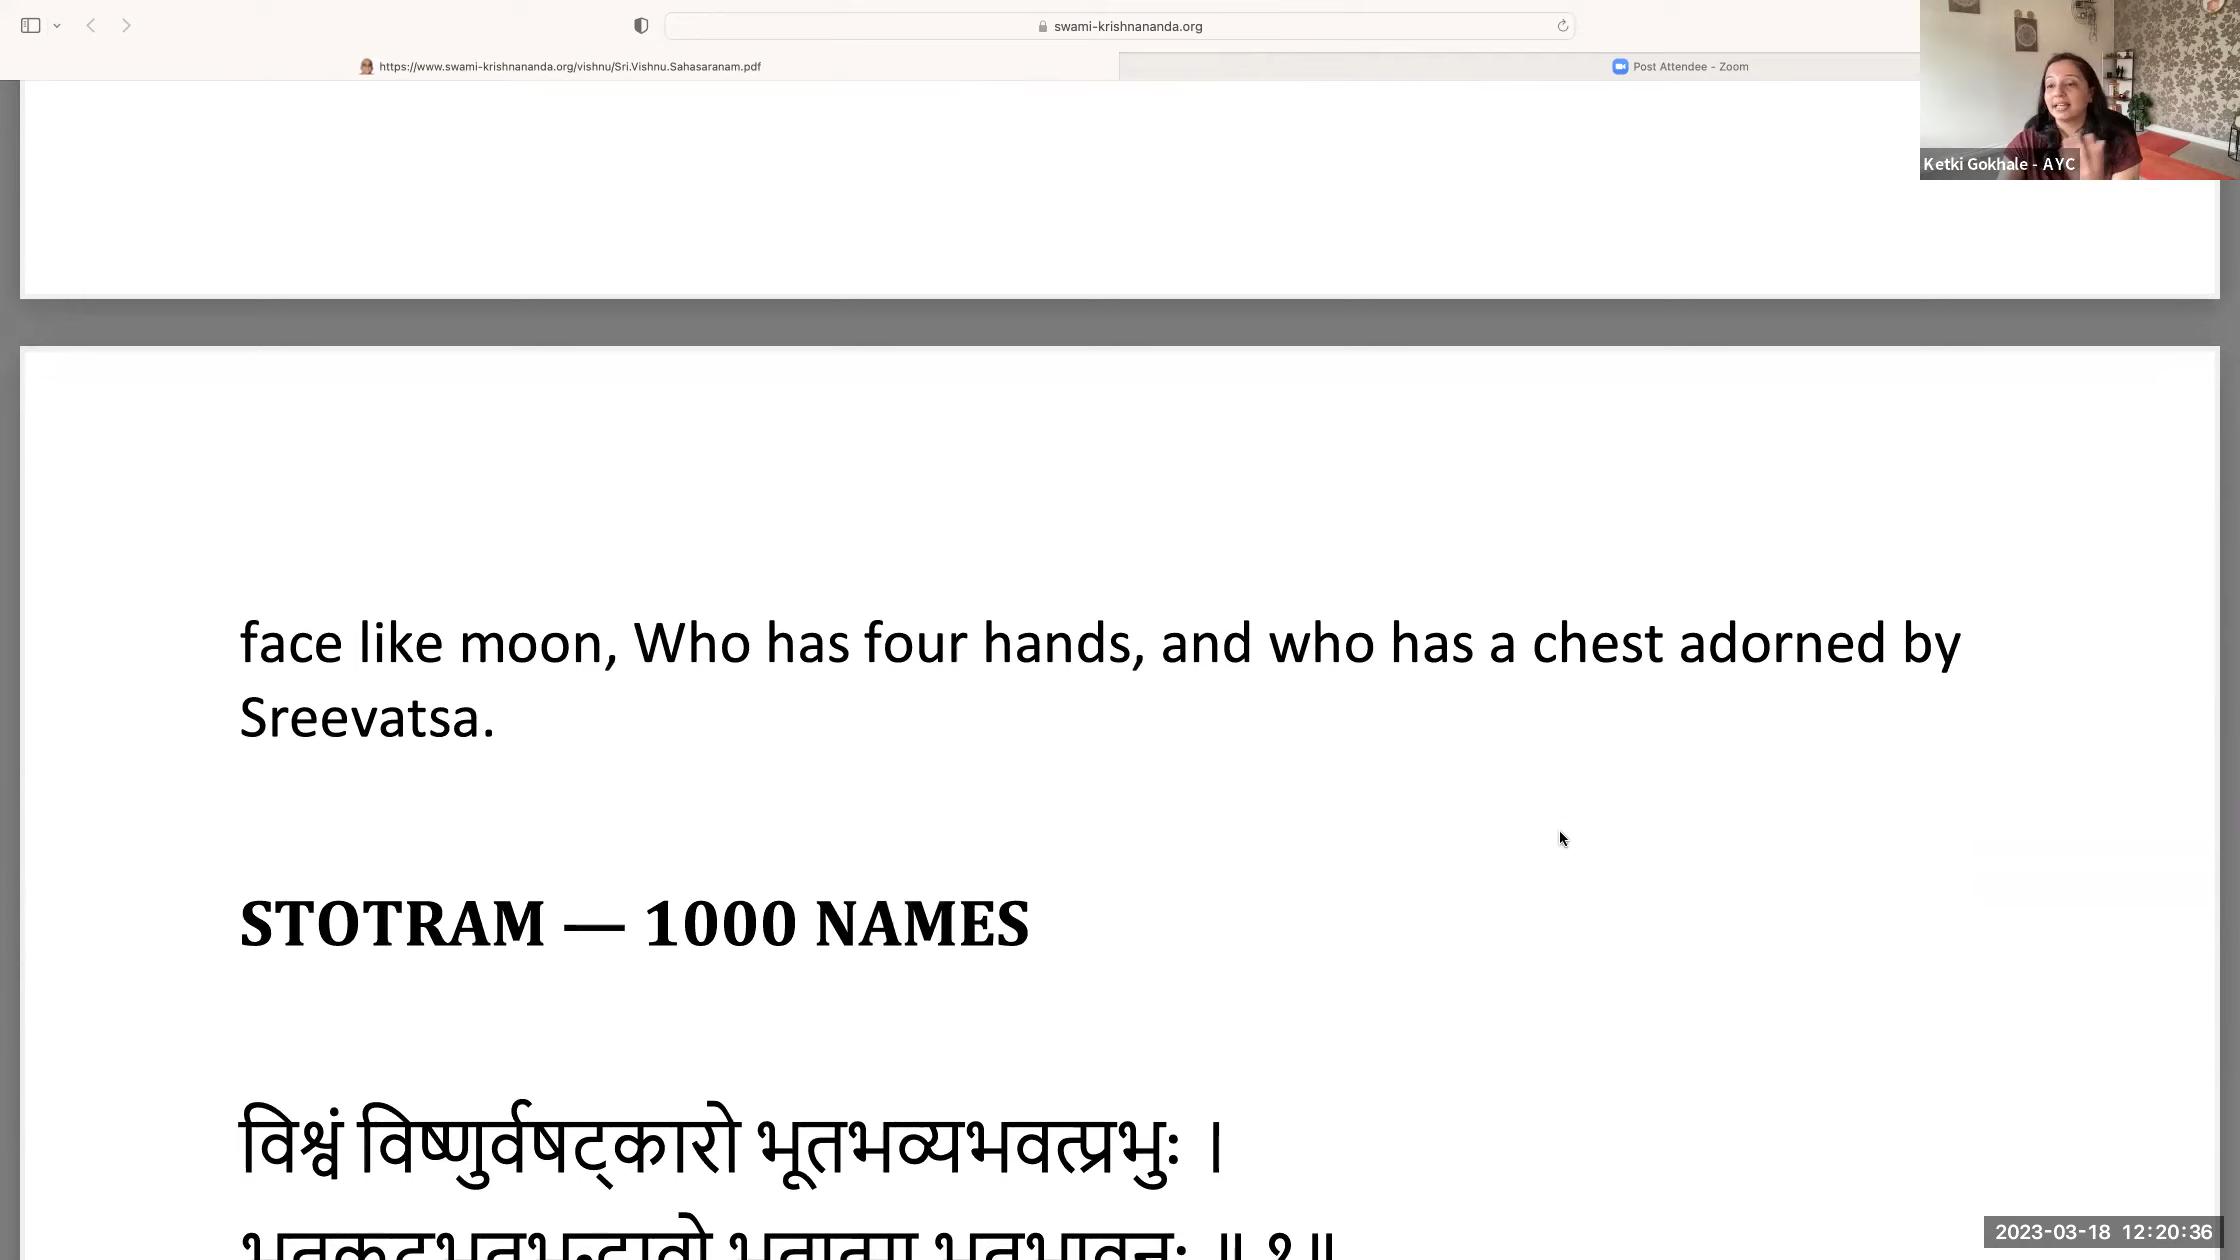 swami-krishnananda.org
https://www.swami-krishnananda.org/vishnu/Sri.Vishnu.Sahasaranam.pdf
Post Attendee - Zoom
Ketki Gokhale - AYC
face like moon, Who has four hands, and who has a chest adorned by
Sreevatsa.
STOTRAM — 1000 NAMES
विश्वं विष्णुर्वषट्कारो भूतभव्यभवत्प्रभुः ।
2023-03-18 12:20:36